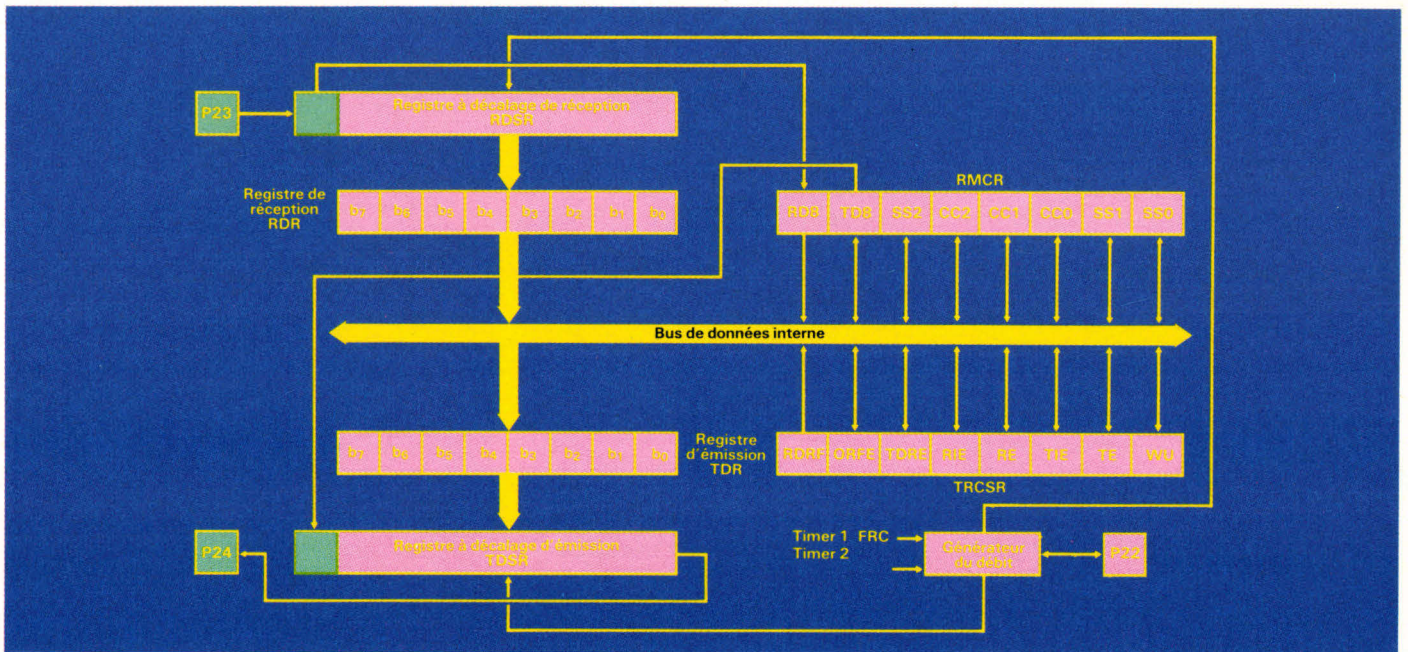 P23
Registre à décalage de réception
RDSR
Registre de
réception
RDR
b7 b6 b5 b4 b3 b2 b1 b0
RMCR
RD8 TD8 SS2 CC2 CC1 CC0 SS1 SS0
Bus de données interne
b7 b6 b5 b4 b3 b2 b1 b0
Registre
d'émission
TDR
RDRF ORFE TDRE RIE RE TIE TE WU
TRCSR
P24
Registre à décalage d'émission
TDSR
Timer 1 FRC
Timer 2
Générateur
du débit
P22